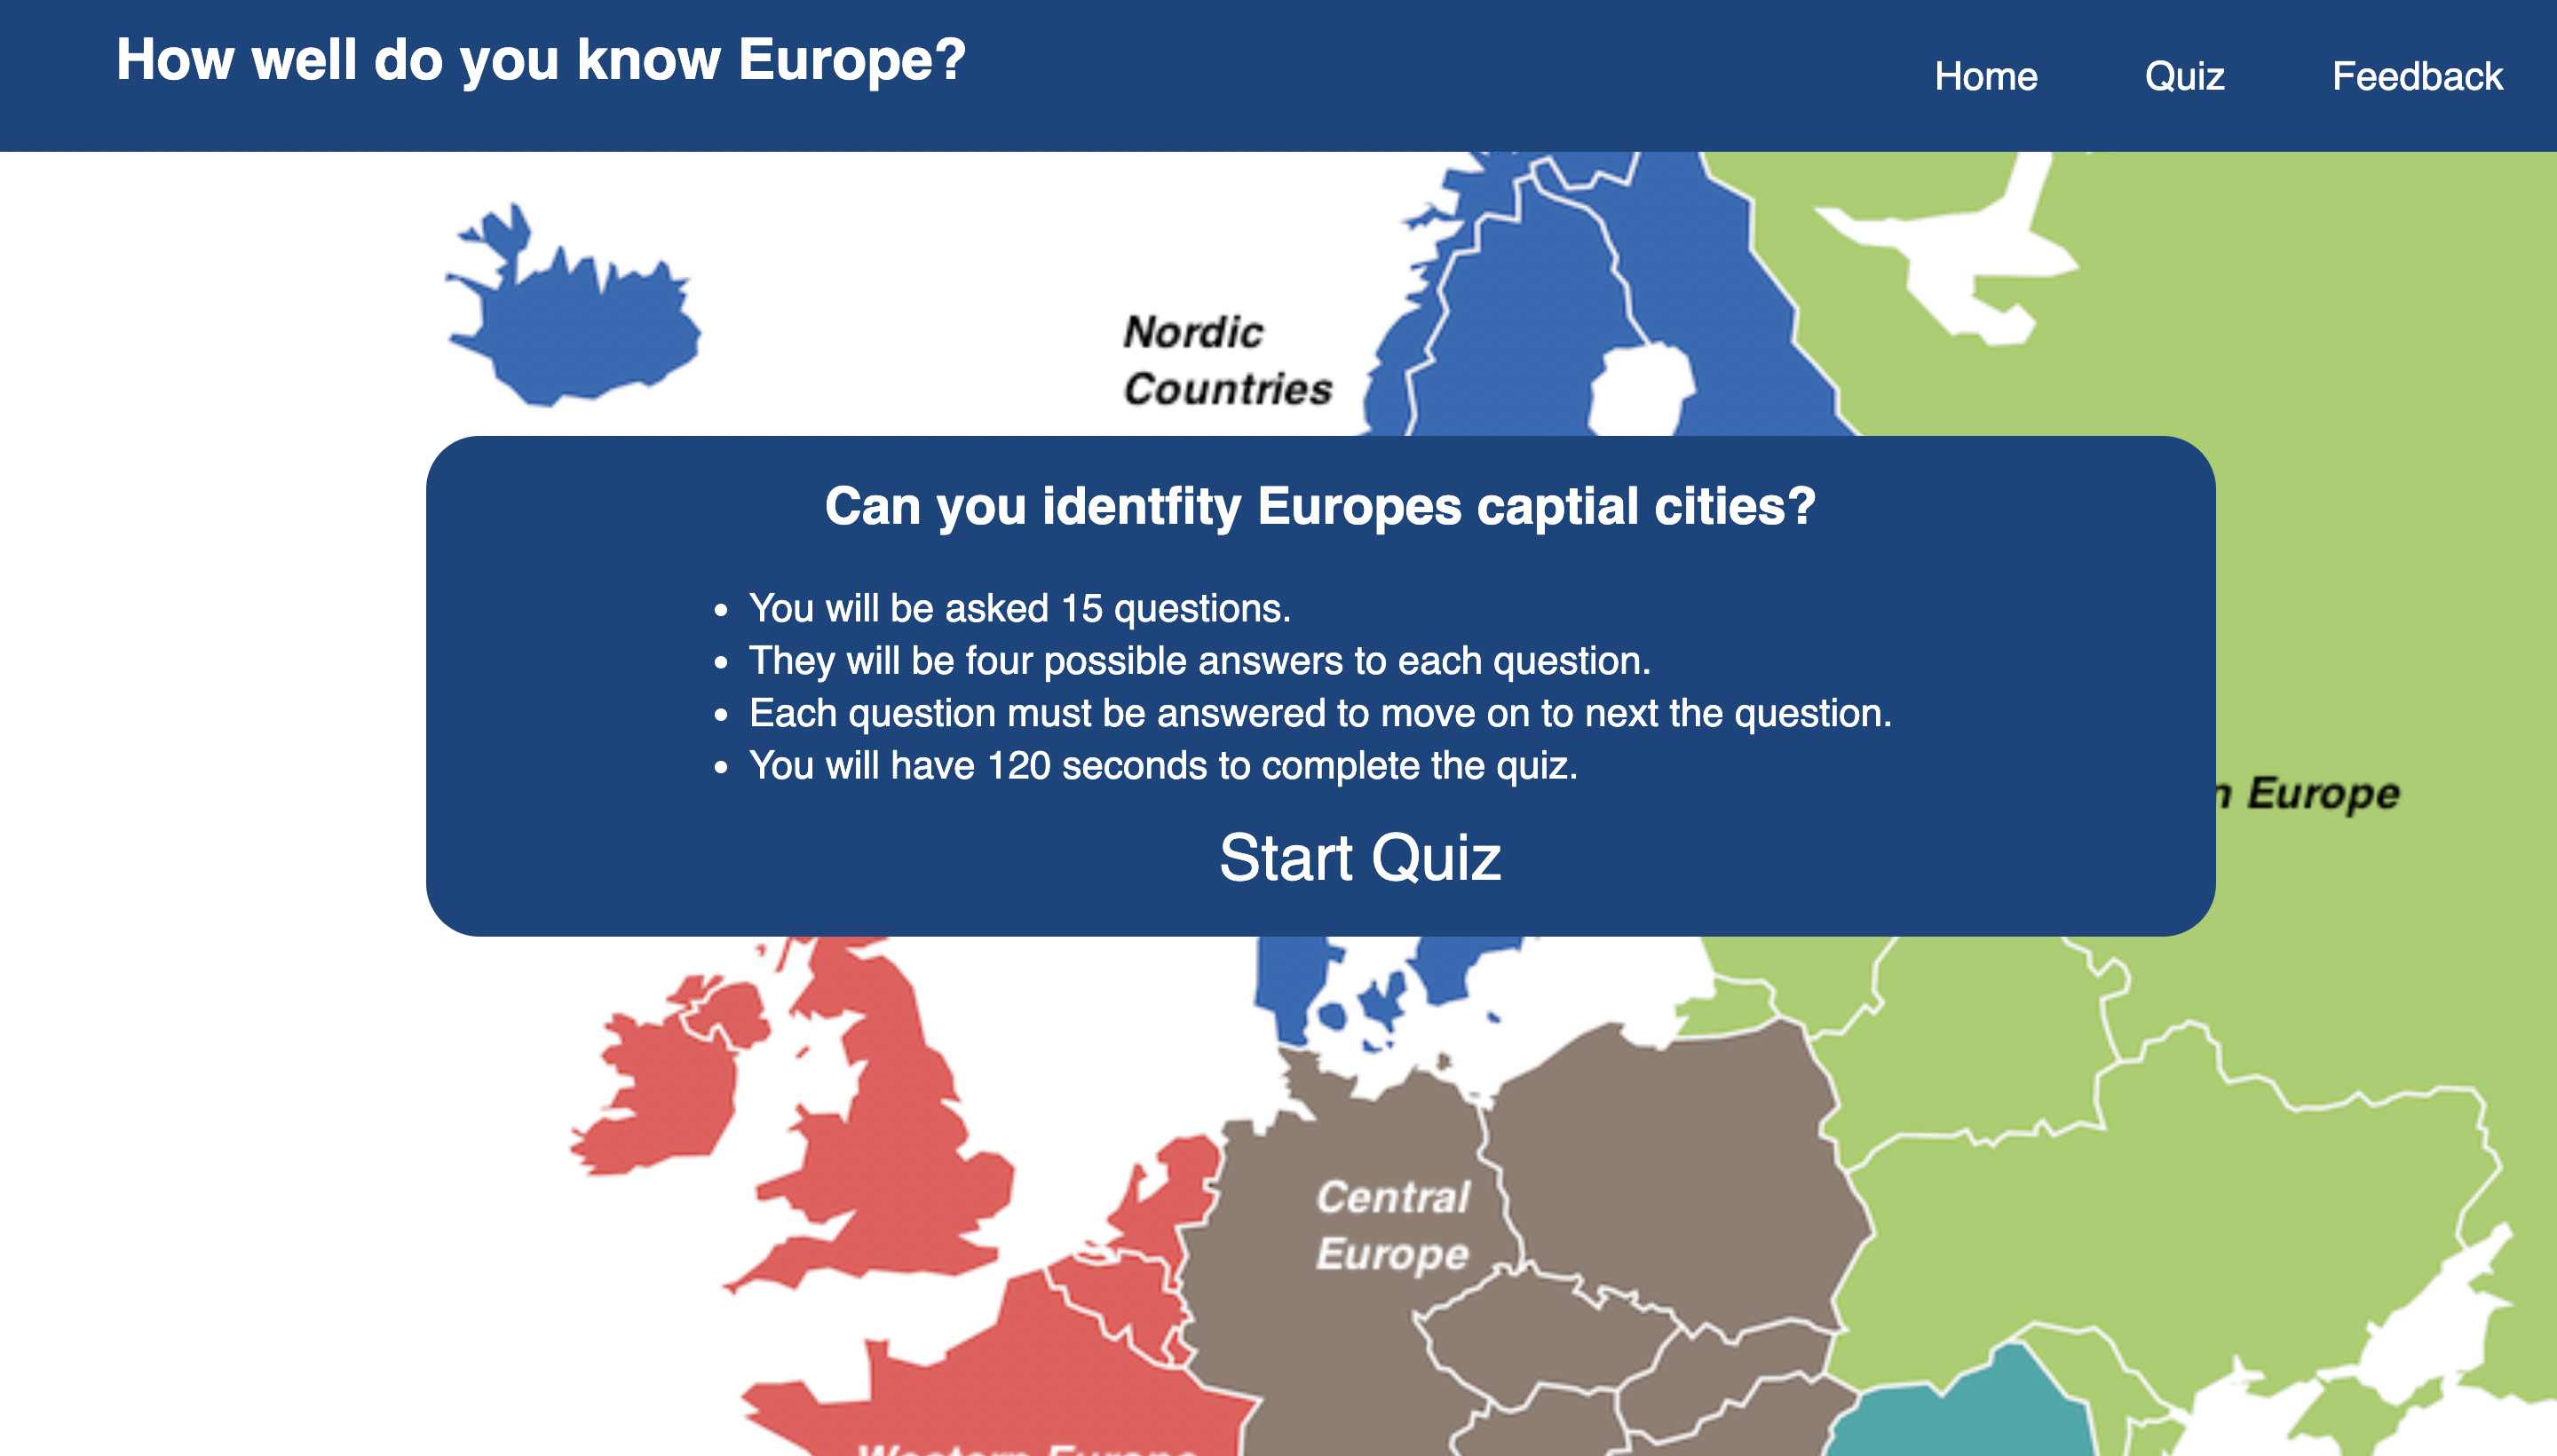 How well do you know Europe?
Home Quiz Feedback
Nordic
Countries
Can you identfity Europes captial cities?
• You will be asked 15 questions.
• They will be four possible answers to each question.
• Each question must be answered to move on to next the question.
• You will have 120 seconds to complete the quiz.
n Europe
Start Quiz
Central
Europe
Western Europe